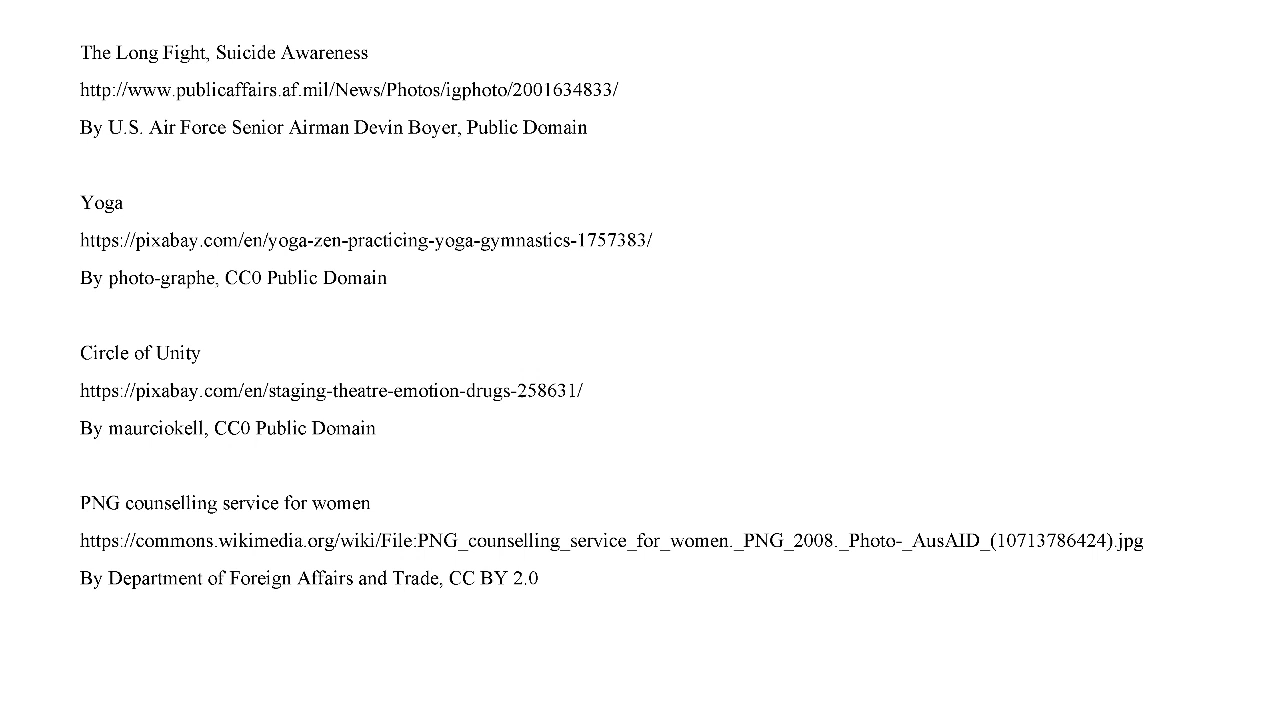 The Long Fight, Suicide Awareness
http://www.publicaffairs.af.mil/News/Photos/igphoto/2001634833/
By U.S. Air Force Senior Airman Devin Boyer, Public Domain
Yoga
https://pixabay.com/en/yoga-zen-practicing-yoga-gymnastics-1757383/
By photo-graphe, CC0 Public Domain
Circle of Unity
https://pixabay.com/en/staging-theatre-emotion-drugs-258631/
By maurciokell, CC0 Public Domain
PNG counselling service for women
https://commons.wikimedia.org/wiki/File:PNG_counselling_service_for_women._PNG_2008._Photo-_AusAID_(10713786424).jpg
By Department of Foreign Affairs and Trade, CC BY 2.0